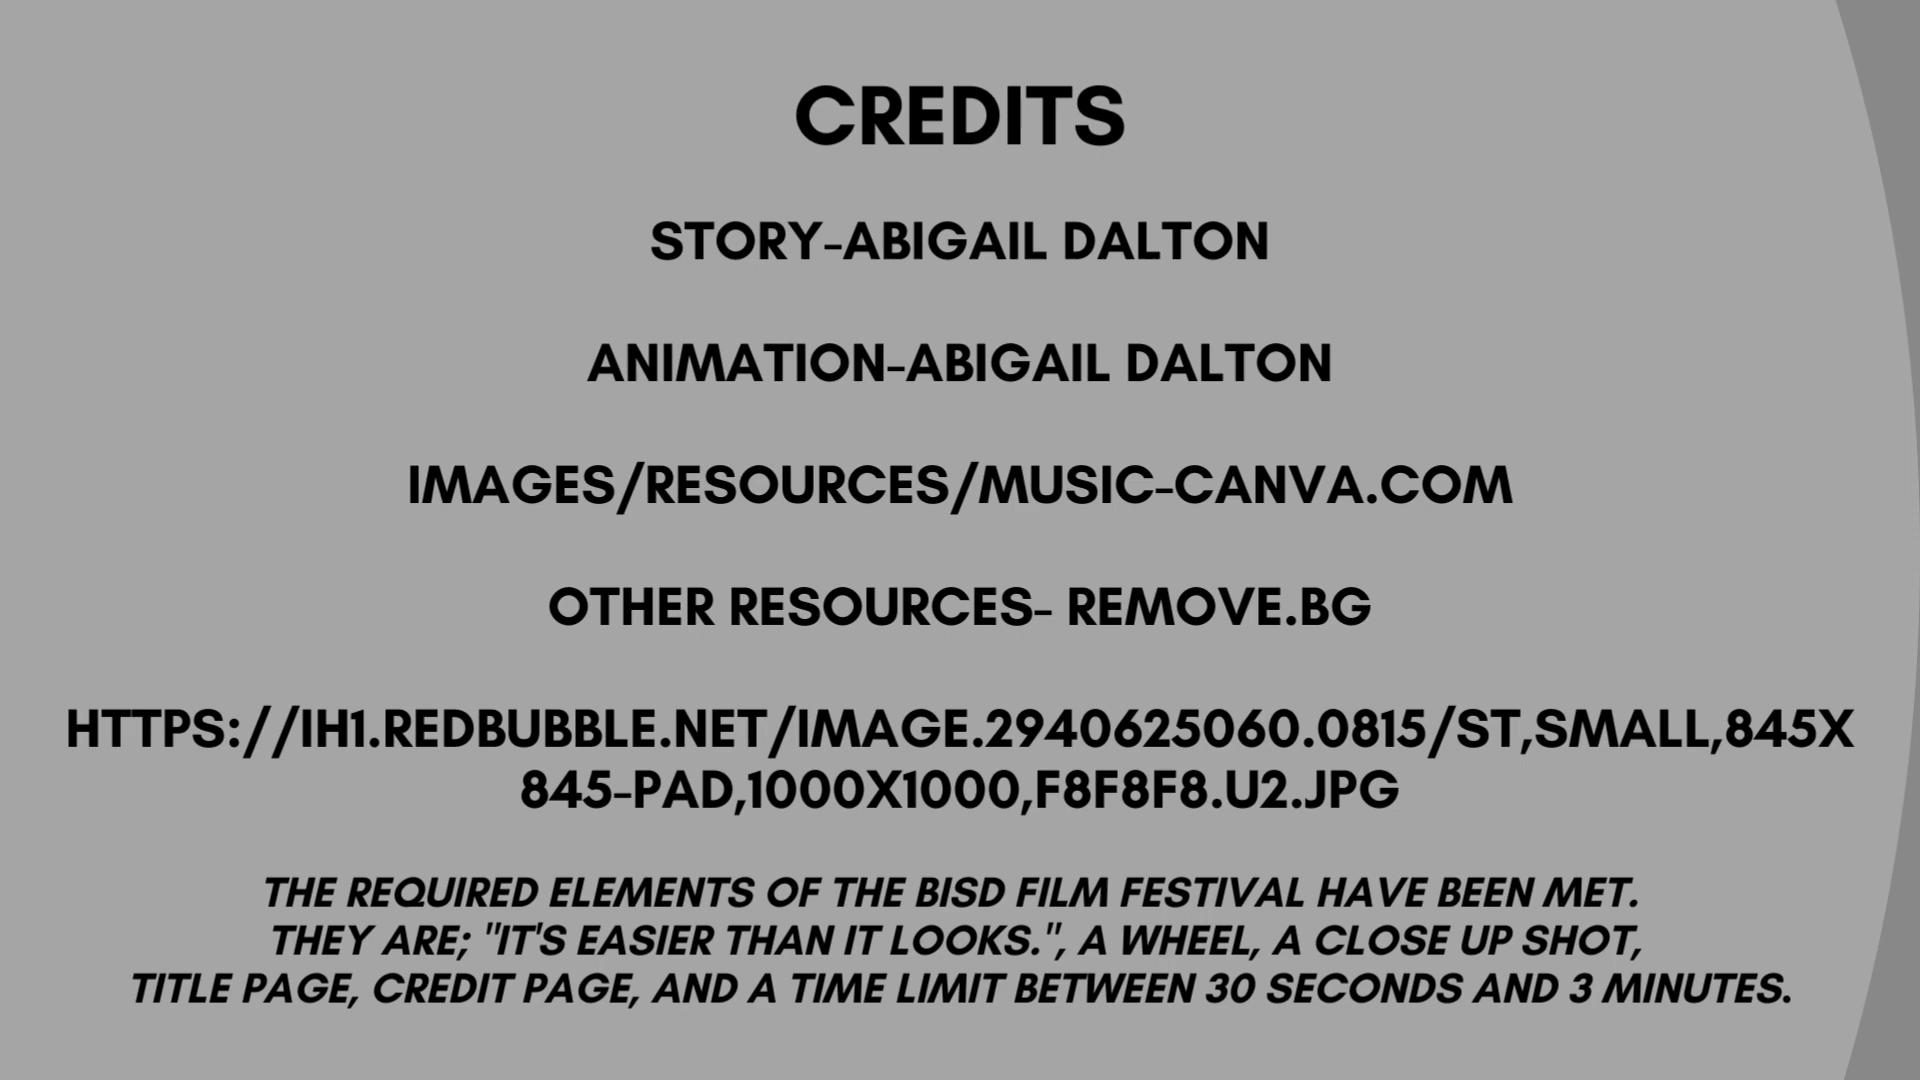 CREDITS
STORY-ABIGAIL DALTON
ANIMATION-ABIGAIL DALTON
IMAGES/RESOURCES/MUSIC-CANVA.COM
OTHER RESOURCES- REMOVE.BG
HTTPS://IH1.REDBUBBLE.NET/IMAGE.2940625060.0815/ST,SMALL,845X
845-PAD,1000X1000,F8F8F8.U2.JPG
THE REQUIRED ELEMENTS OF THE BISD FILM FESTIVAL HAVE BEEN MET.
THEY ARE; "IT'S EASIER THAN IT LOOKS.", A WHEEL, A CLOSE UP SHOT,
TITLE PAGE, CREDIT PAGE, AND A TIME LIMIT BETWEEN 30 SECONDS AND 3 MINUTES.